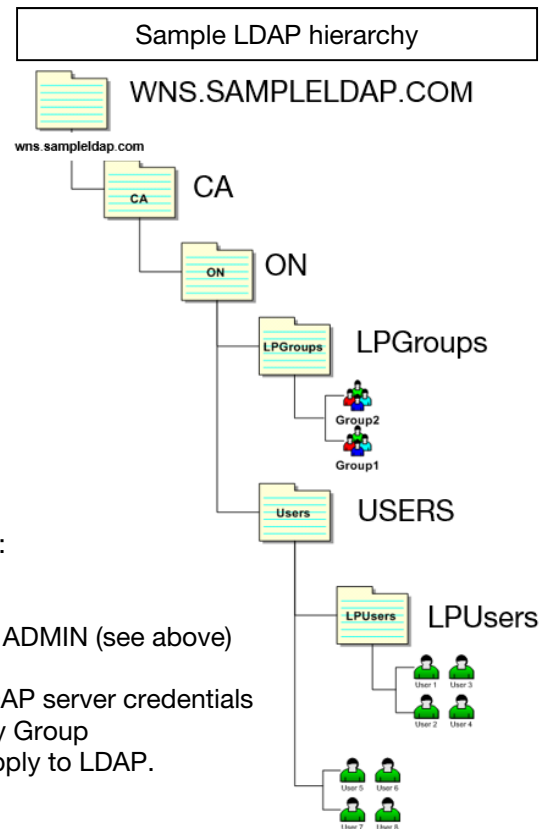 Sample LDAP hierarchy
WNS.SAMPLELDAP.COM
wns.sampleldap.com
CA
CA
ON
ON
LPGroups
LPGroups
Group2
Group1
Users
USERS
:
LPUsers
LPUsers
ADMIN (see above)
User 1 User 3
AP server credentials
User 2 User 4
y Group
pply to LDAP.
User 5 User 6
User 7 User 8